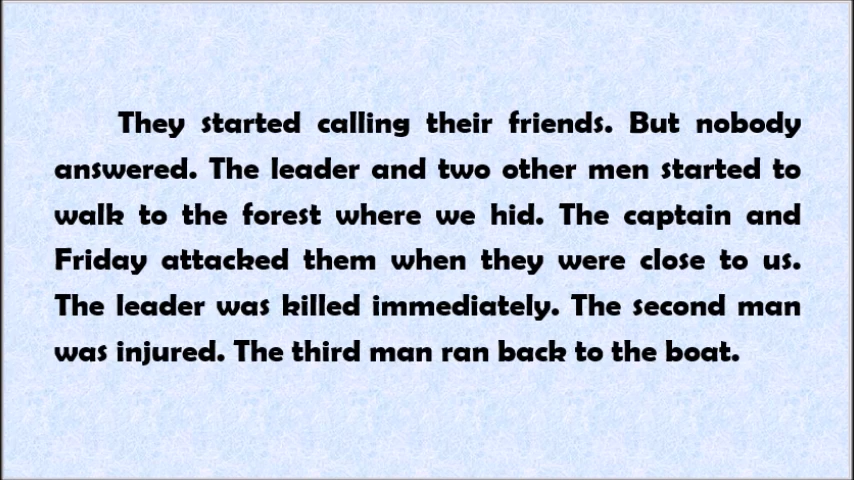 They started calling their friends. But nobody
answered. The leader and two other men started to
walk to the forest where we hid. The captain and
Friday attacked them when they were close to us.
The leader was killed immediately. The second man
was injured. The third man ran back to the boat.